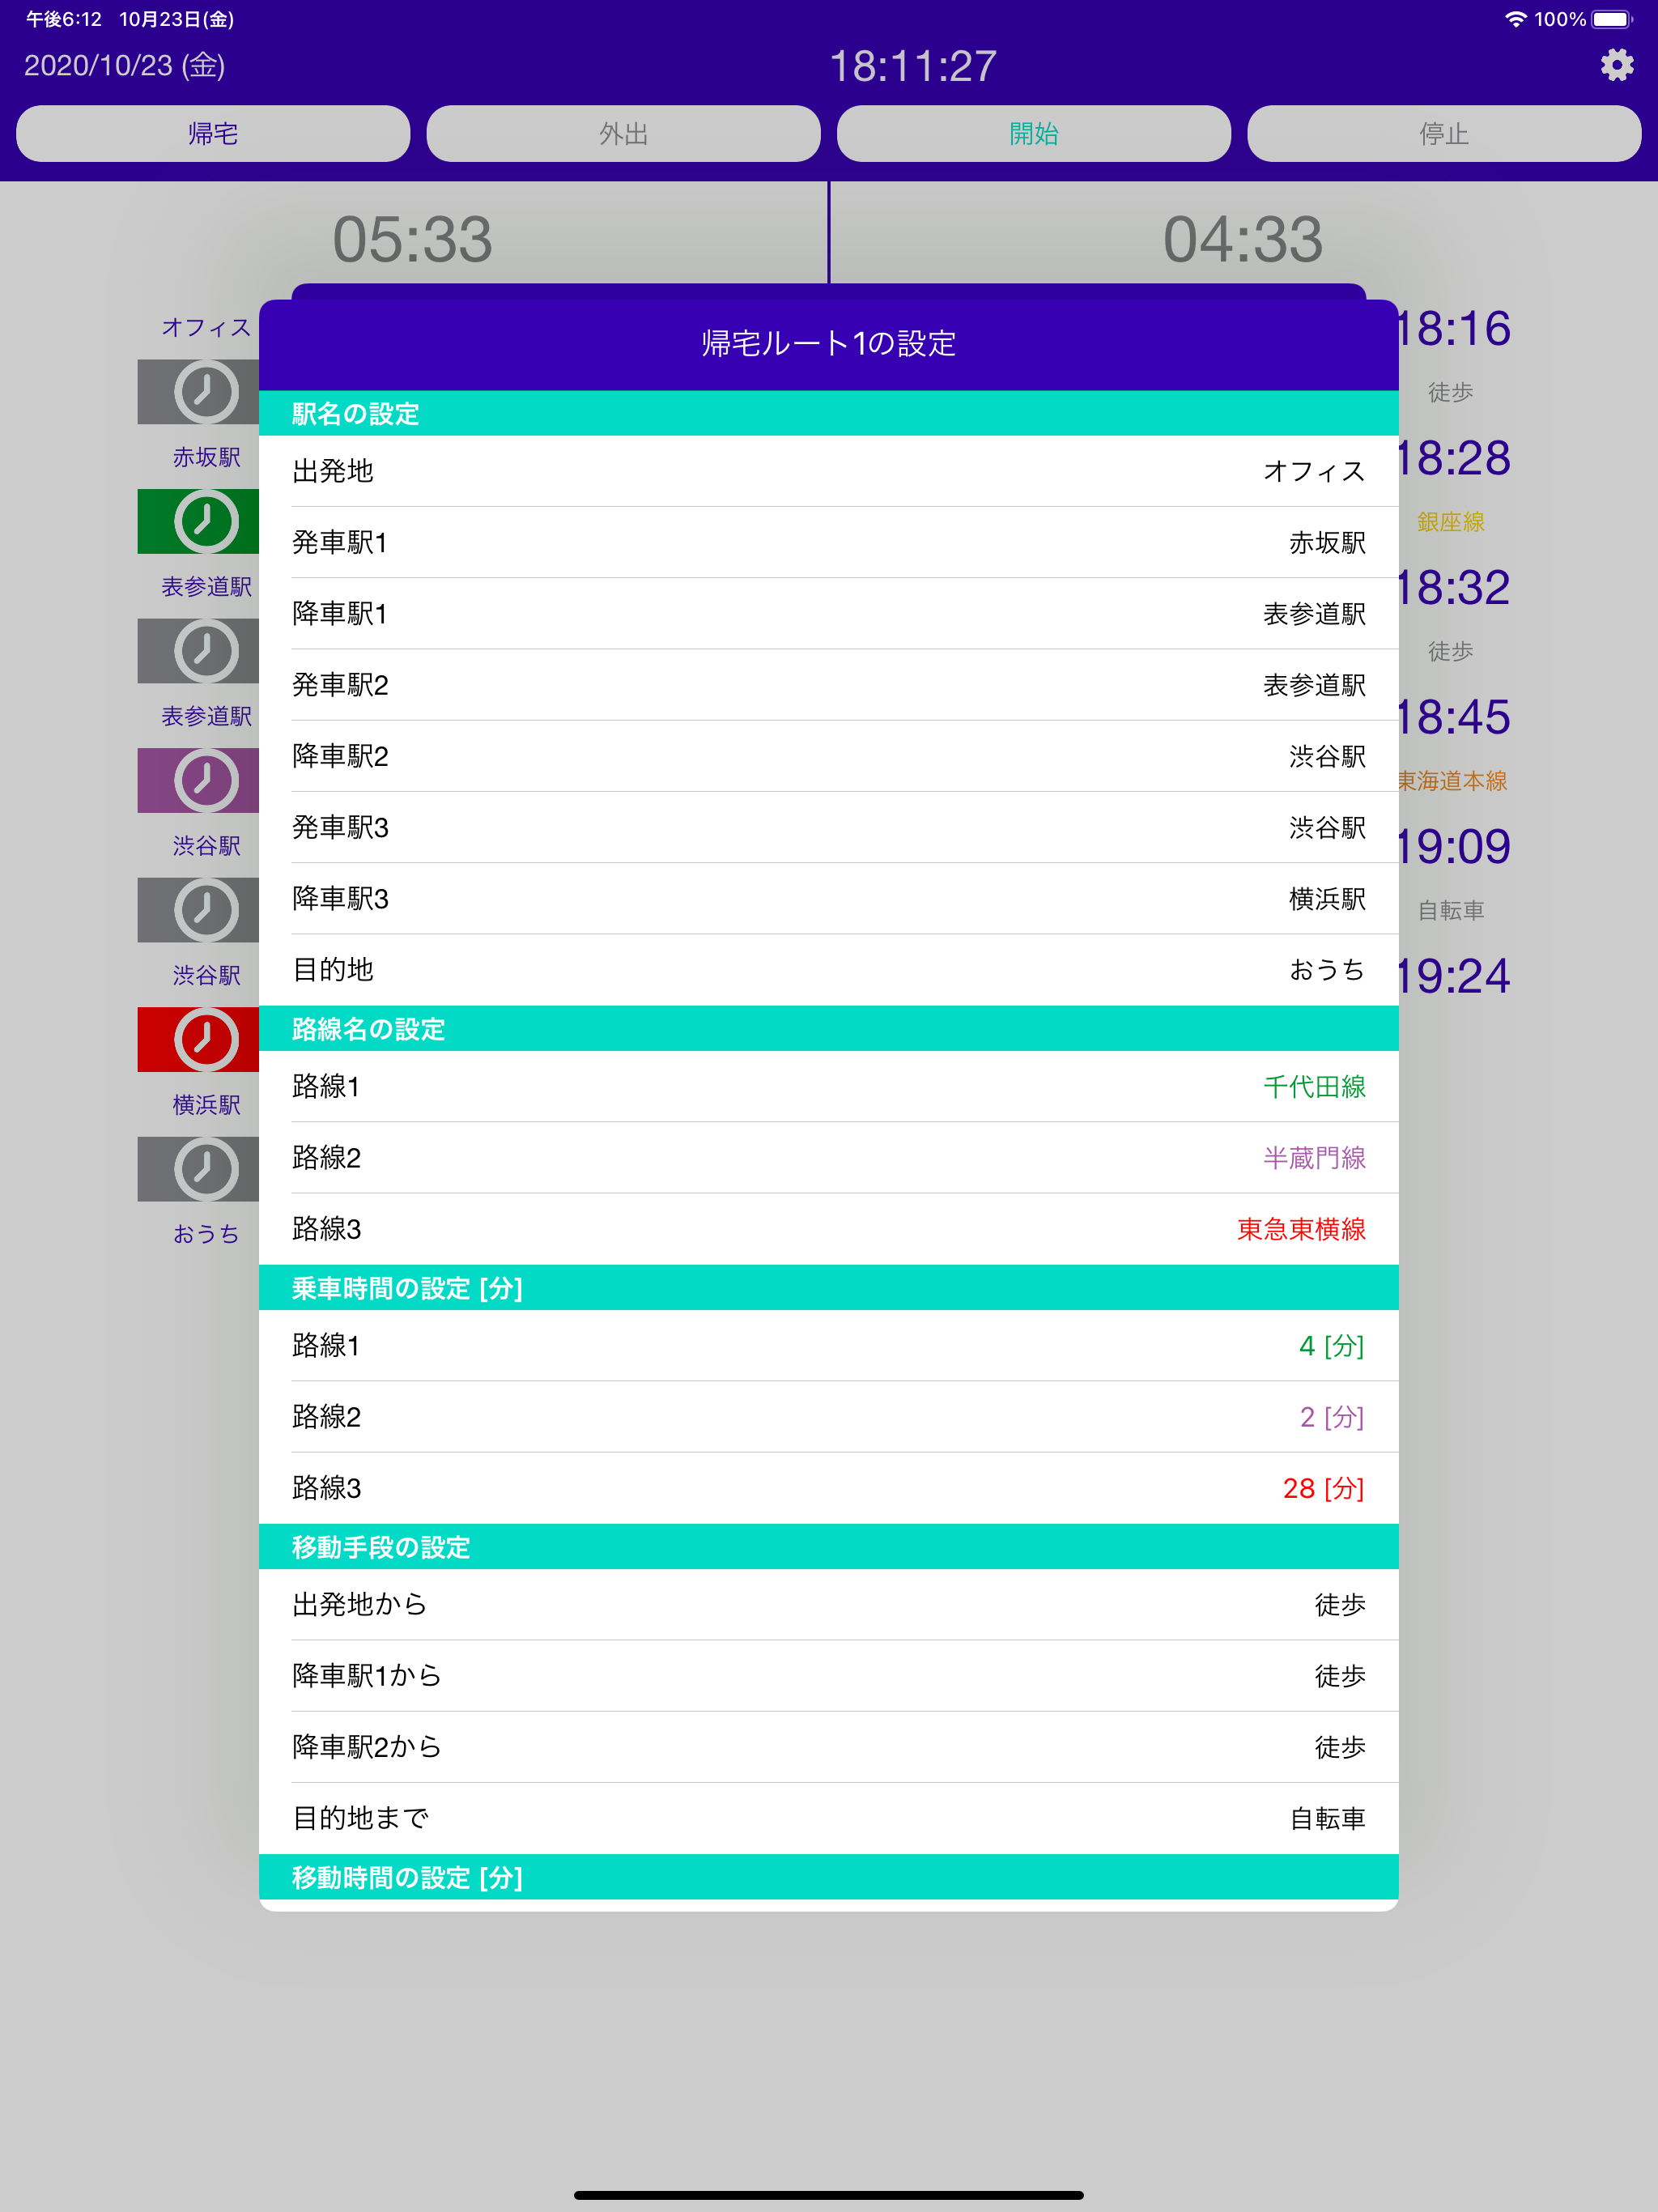 午後6:12 10月23日(金) 100%
2020/10/23 (金) 18:11:27
帰宅 外出 開始 停止
05:33 04:33
オフィス
赤坂駅
表参道駅
表参道駅
渋谷駅
渋谷駅
横浜駅
おうち
帰宅ルート1の設定
駅名の設定
出発地 オフィス
発車駅1 赤坂駅
降車駅1 表参道駅
発車駅2 表参道駅
降車駅2 渋谷駅
発車駅3 渋谷駅
降車駅3 横浜駅
目的地 おうち
路線名の設定
路線1 千代田線
路線2 半蔵門線
路線3 東急東横線
乗車時間の設定 [分]
路線1 4 [分]
路線2 2 [分]
路線3 28 [分]
移動手段の設定
出発地から 徒歩
降車駅1から 徒歩
降車駅2から 徒歩
目的地まで 自転車
移動時間の設定 [分]
18:16
徒歩
18:28
銀座線
18:32
徒歩
18:45
東海道本線
19:09
自転車
19:24